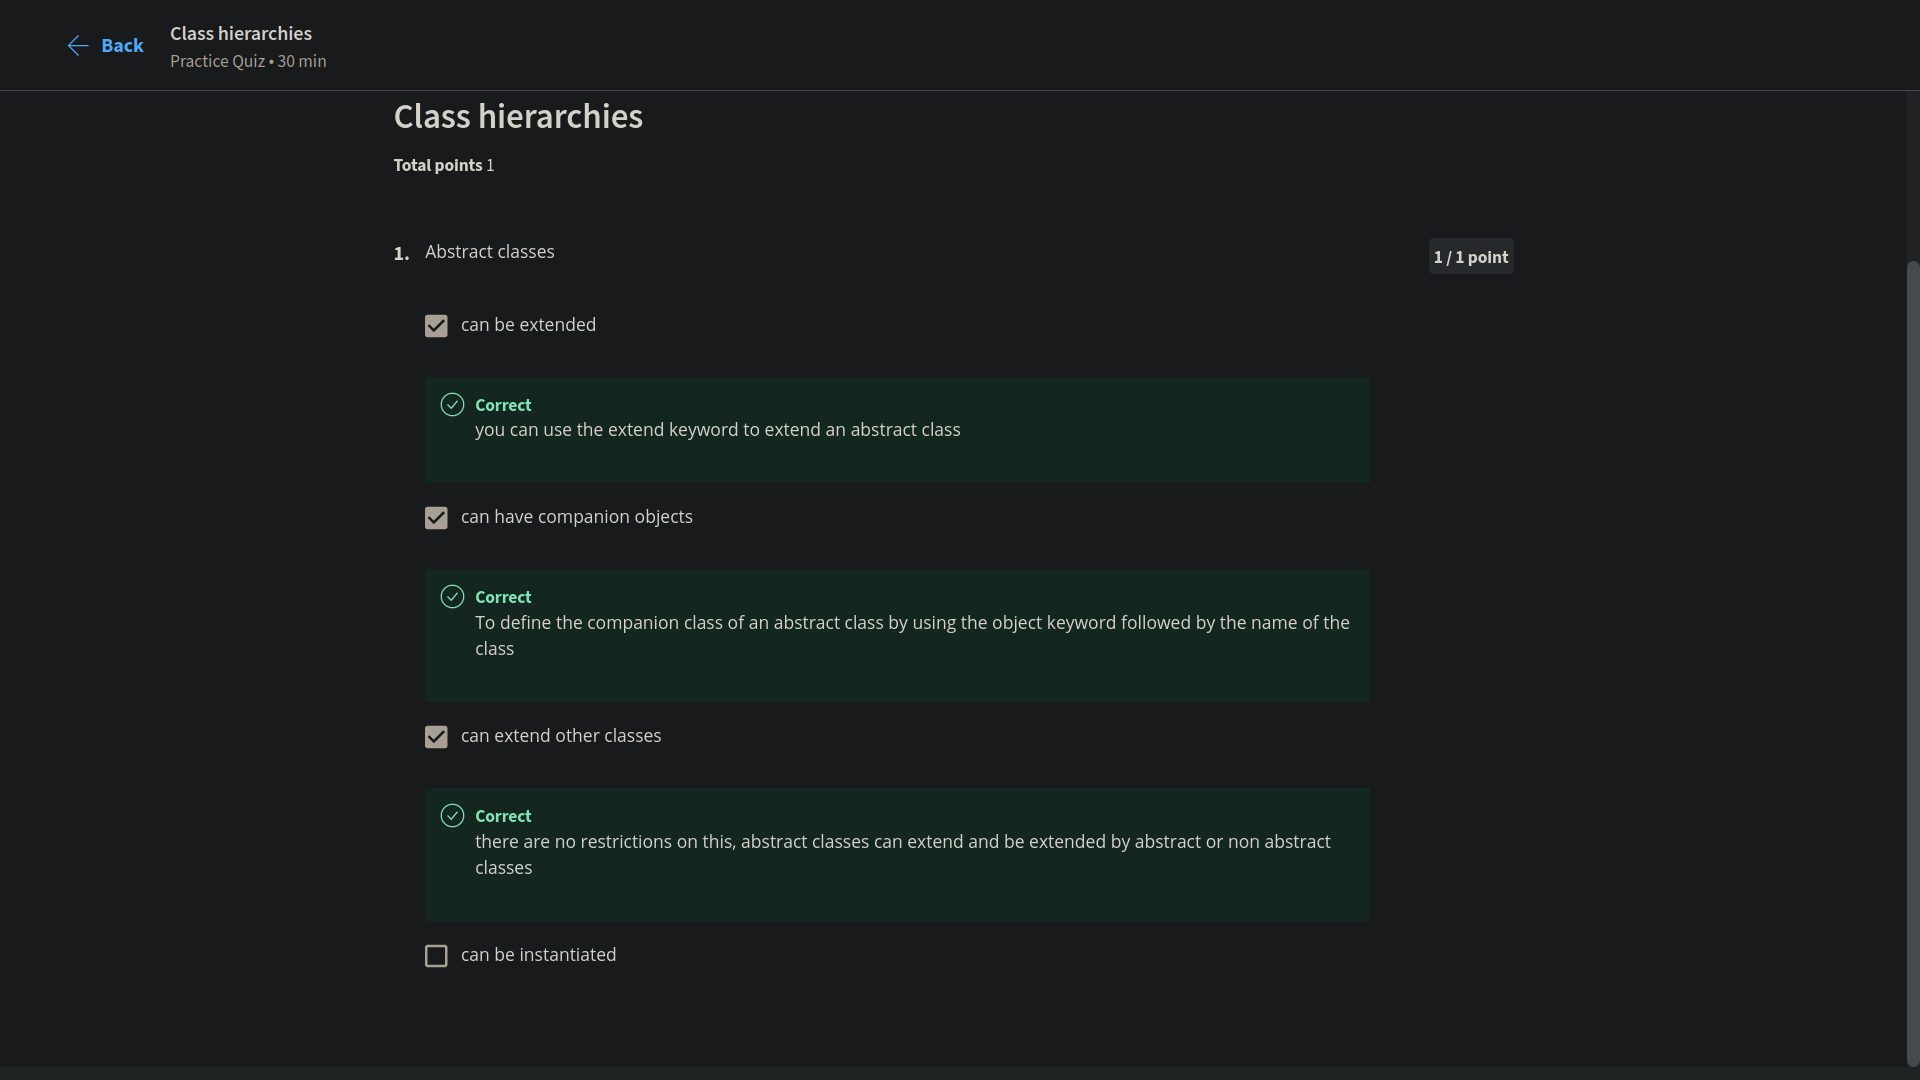 Back
Class hierarchies
Practice Quiz • 30 min
Class hierarchies
Total points 1
1. Abstract classes
1 / 1 point
can be extended
Correct
you can use the extend keyword to extend an abstract class
can have companion objects
Correct
To define the companion class of an abstract class by using the object keyword followed by the name of the
class
can extend other classes
Correct
there are no restrictions on this, abstract classes can extend and be extended by abstract or non abstract
classes
can be instantiated